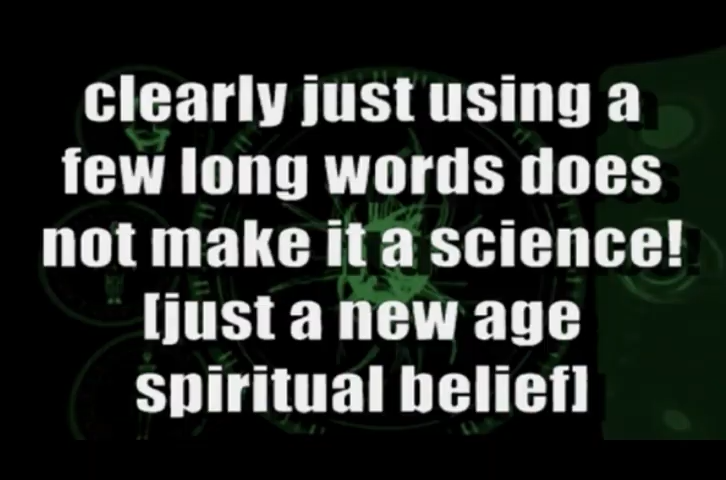 clearly just using a
few long words does
not make it a science!
[just a new age
spiritual belief]